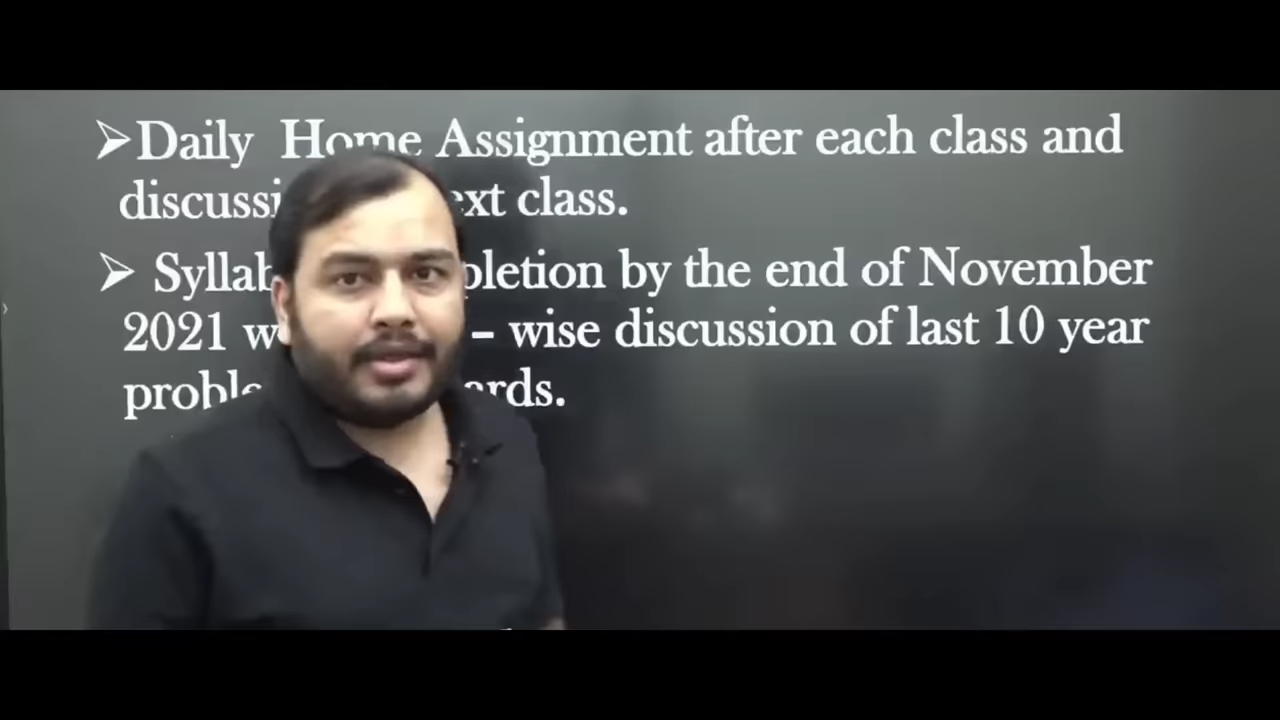 ➢Daily Home Assignment after each class and
discussi ext class.
➢ Syllab pletion by the end of November
2021 w – wise discussion of last 10 year
proble ards.